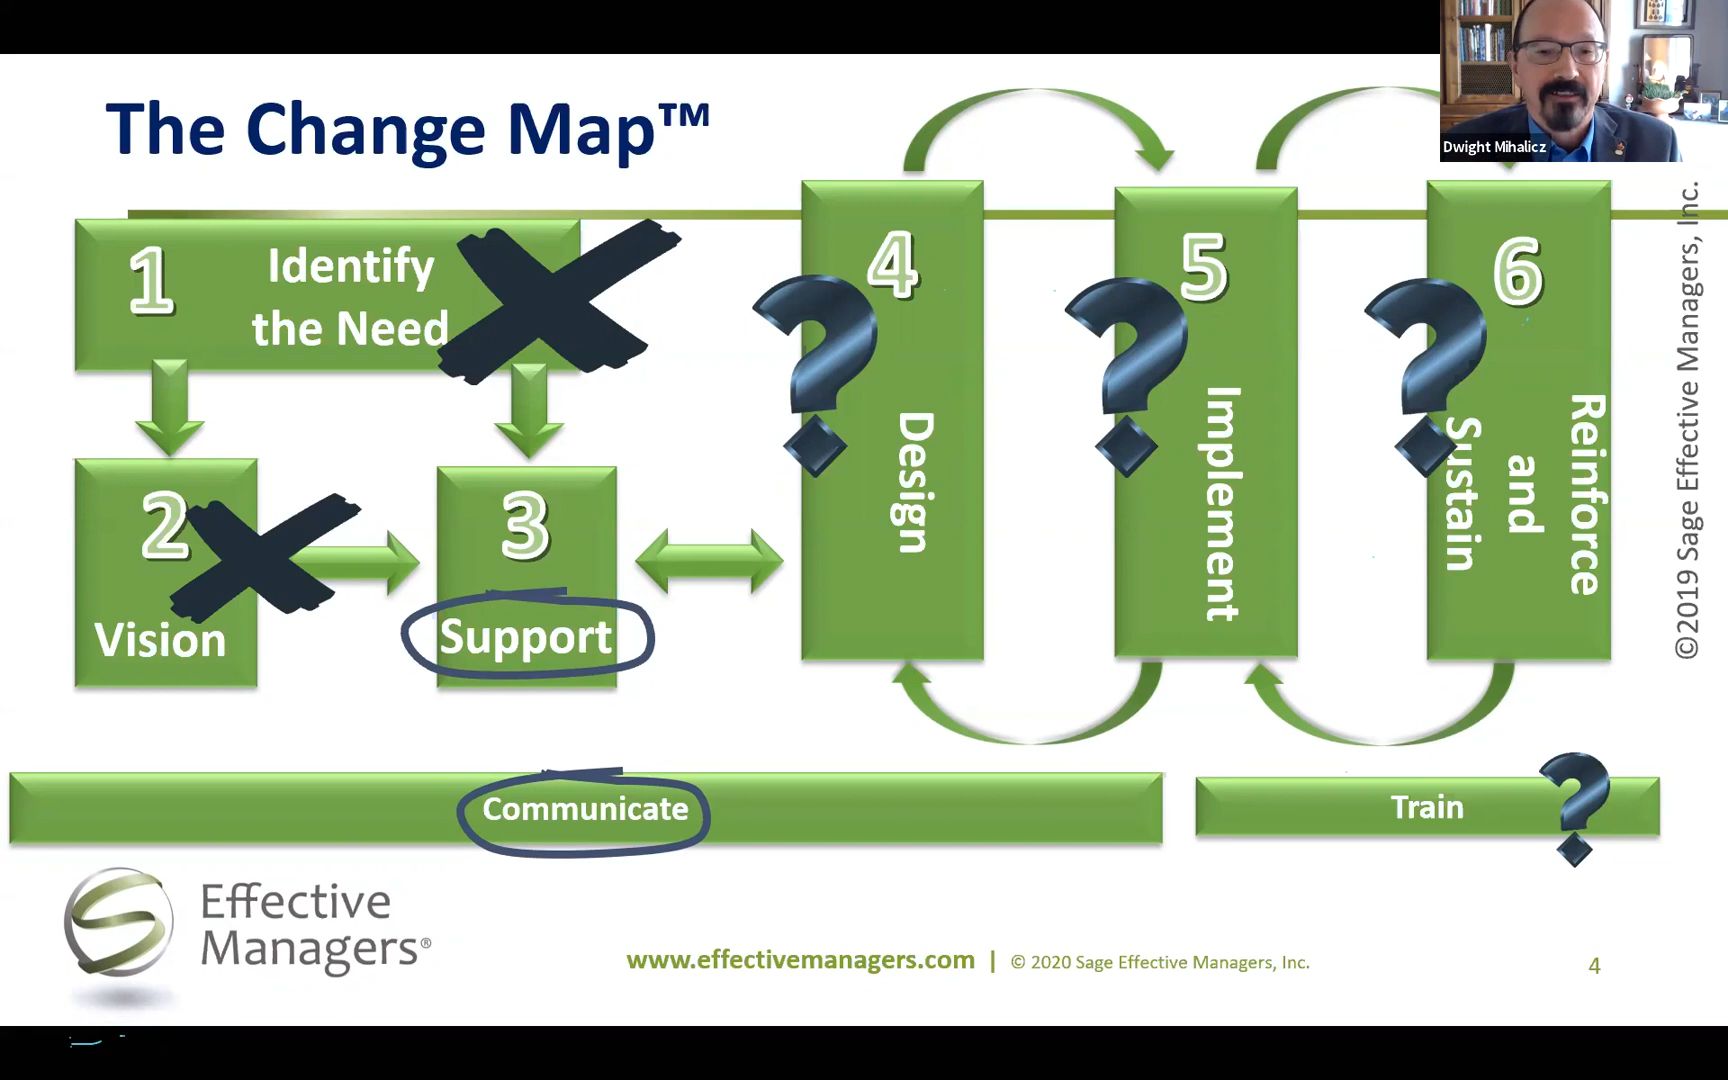 The Change Map™
Dwight Mihalicz
1
Identify
the Need
2
Vision
3
Support
4
Design
5
Implement
6
Reinforce
and
Sustain
©2019 Sage Effective Managers, Inc.
?
?
?
Communicate
Train
?
Effective
Managers®
www.effectivemanagers.com | © 2020 Sage Effective Managers, Inc.
4